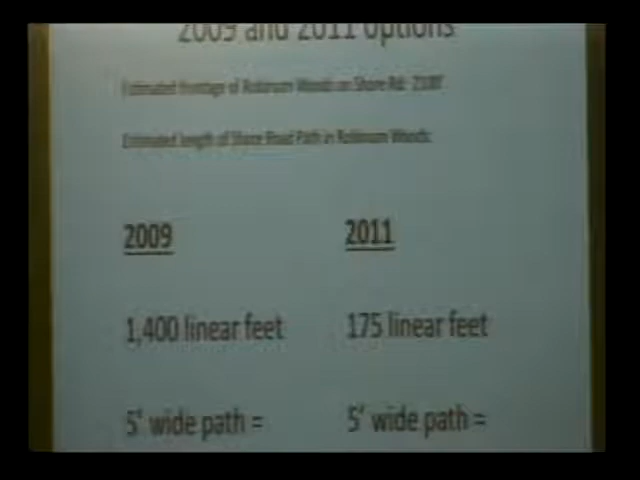 2009 and 2011 options
Estimated frontage of Robinson Woods on Shore Rd: 2100'
Estimated length of Shore Road Path in Robinson Woods:
2009 2011
1,400 linear feet 175 linear feet
5' wide path = 5' wide path =